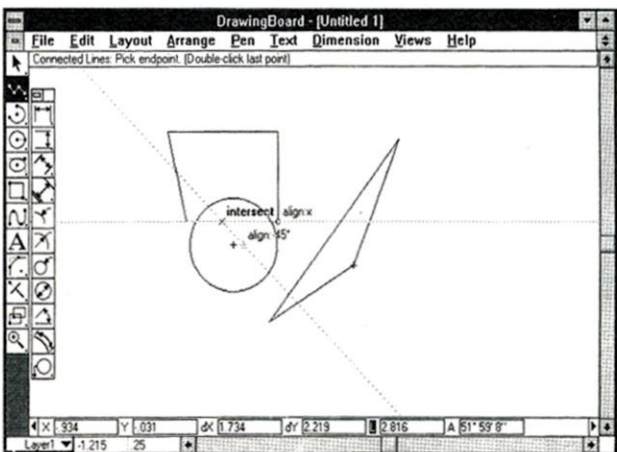 DrawingBoard - [Untitled 1]
File Edit Layout Arrange Pen Text Dimension Views Help
Connected Lines: Pick endpoint. (Double-click last point)
A
intersect align:x
align:45°
X .934 Y -.031 dX 1.734 dY 2.219 L 2.816 A 51° 59' 8"
Layer1 -1.215 .25